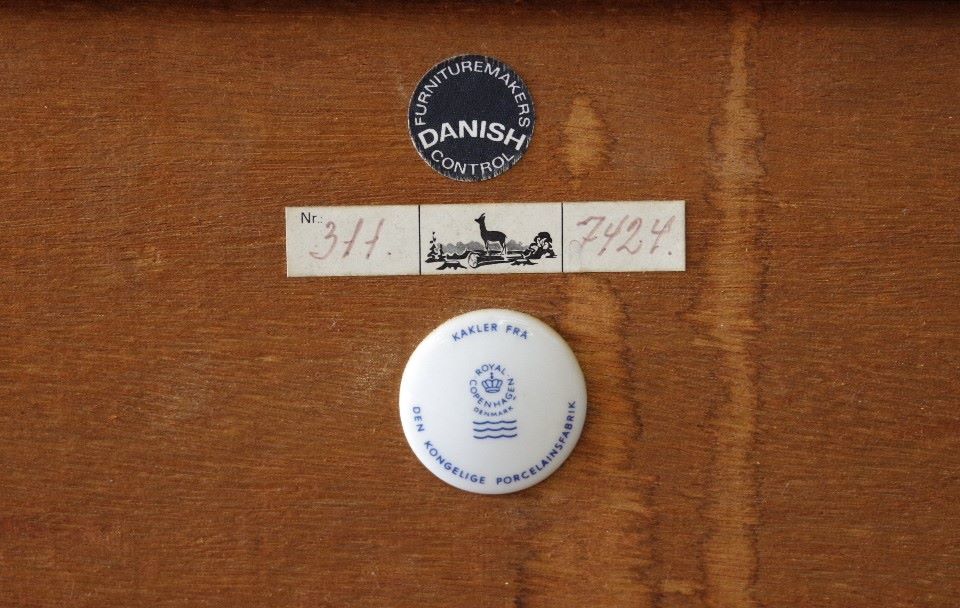 FURNITUREMAKERS
DANISH
CONTROL
Nr.: 311. 7424.
KAKLER FRA
ROYAL
COPENHAGEN
DENMARK
DEN KONGELIGE PORCELAINSFABRIK